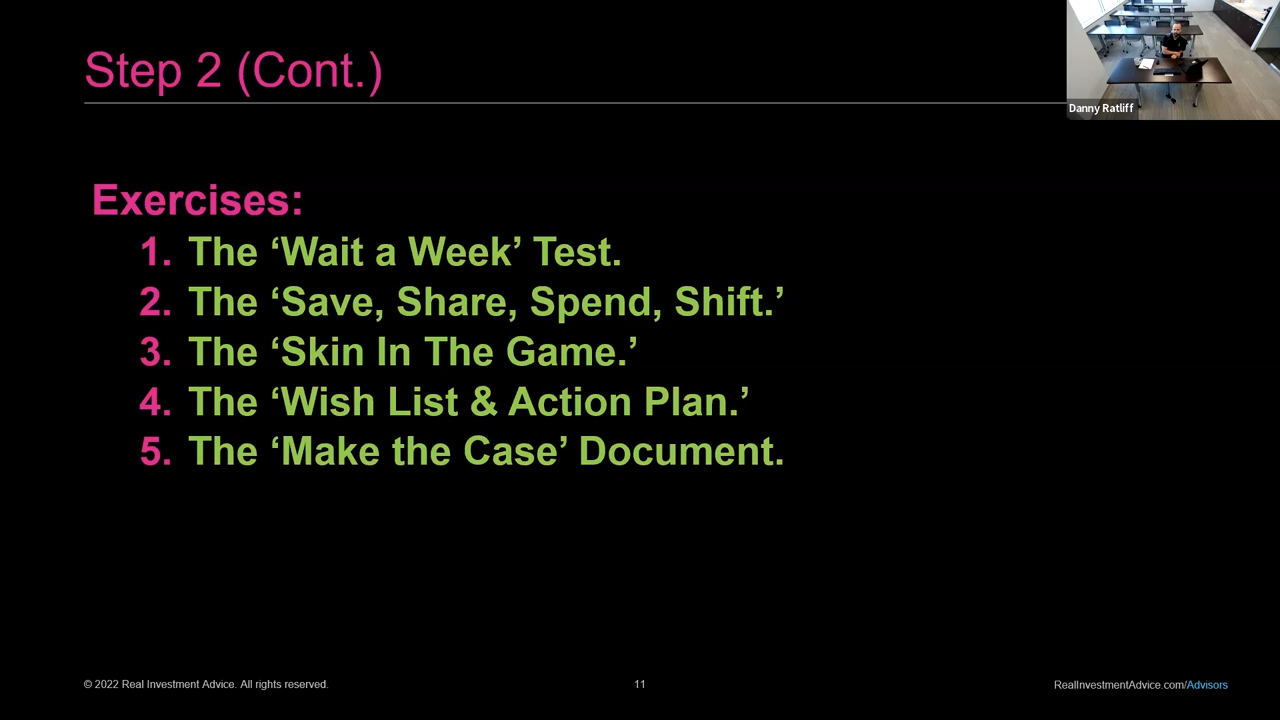 Step 2 (Cont.)
Danny Ratliff
Exercises:
1. The ‘Wait a Week’ Test.
2. The ‘Save, Share, Spend, Shift.’
3. The ‘Skin In The Game.’
4. The ‘Wish List & Action Plan.’
5. The ‘Make the Case’ Document.
© 2022 Real Investment Advice. All rights reserved.
11
RealInvestmentAdvice.com/Advisors